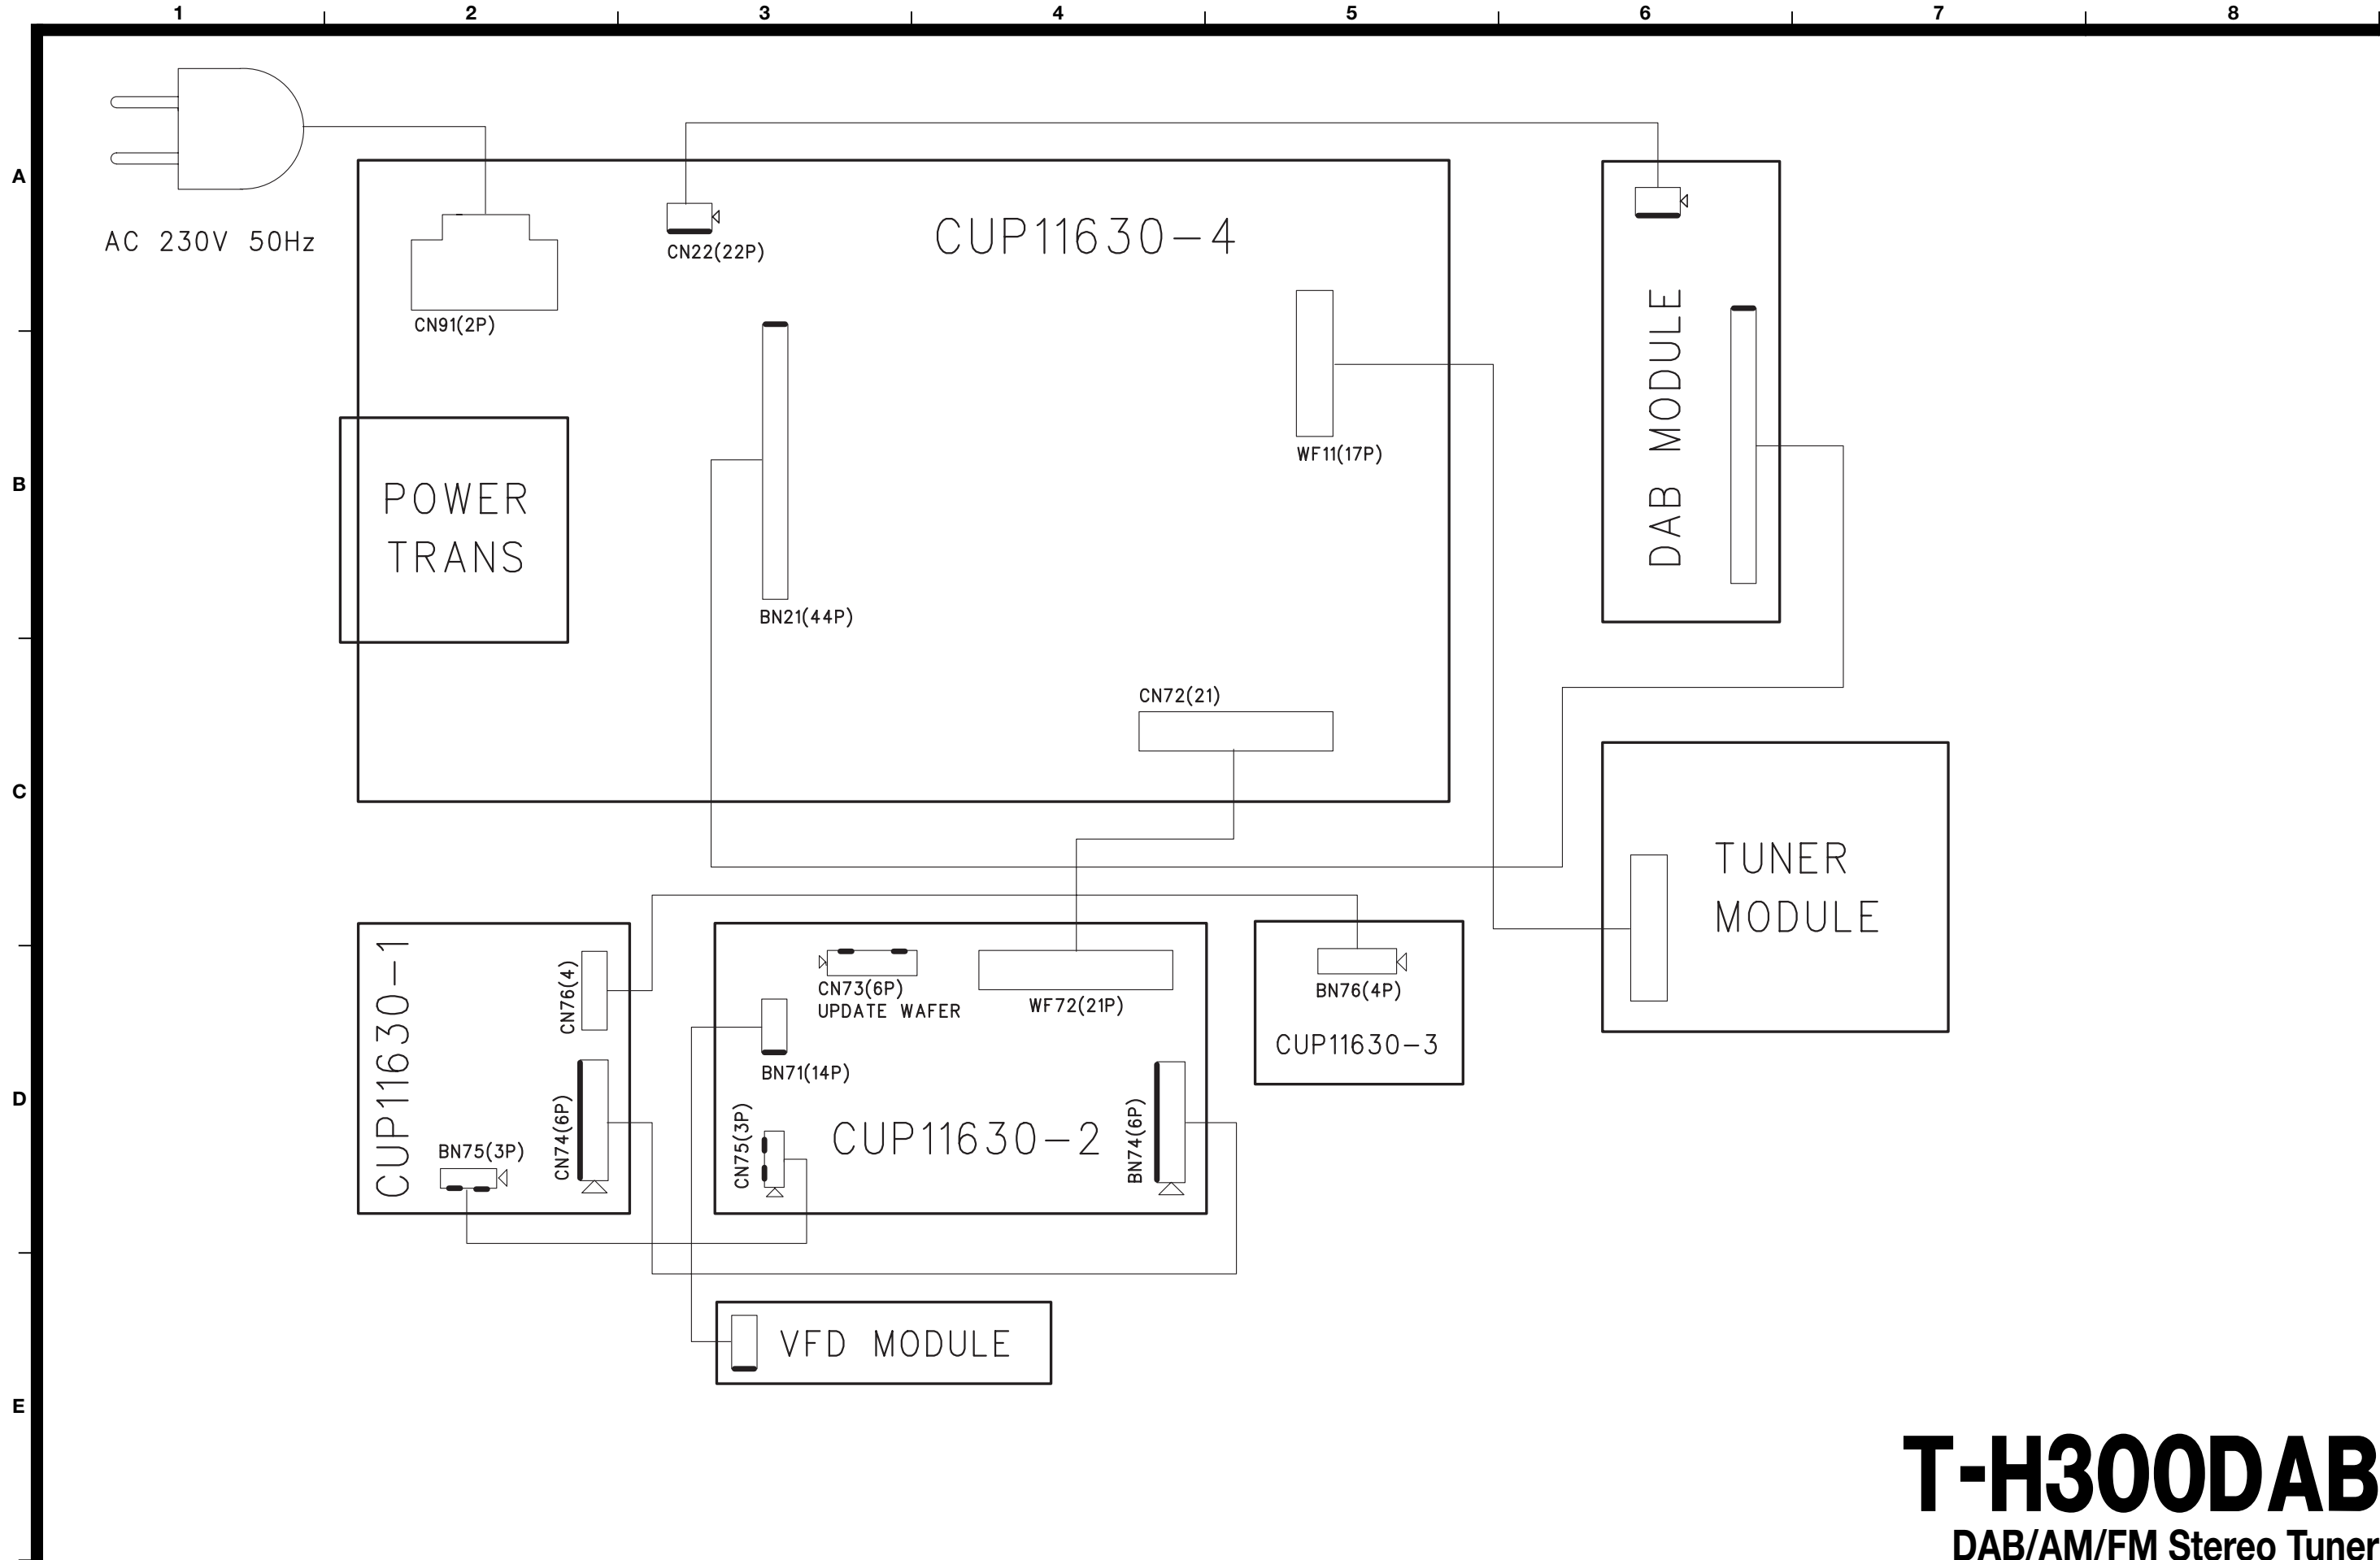 1 2 3 4 5 6 7 8
A
B
C
D
E
AC 230V 50Hz
CN91(2P)
CN22(22P)
CUP11630-4
WF11(17P)
POWER
TRANS
BN21(44P)
CN72(21)
DAB MODULE
TUNER
MODULE
CUP11630-1
CN76(4)
CN74(6P)
BN75(3P)
CN73(6P)
UPDATE WAFER
WF72(21P)
BN71(14P)
CN75(3P)
CUP11630-2
BN74(6P)
BN76(4P)
CUP11630-3
VFD MODULE
T-H300DAB
DAB/AM/FM Stereo Tuner